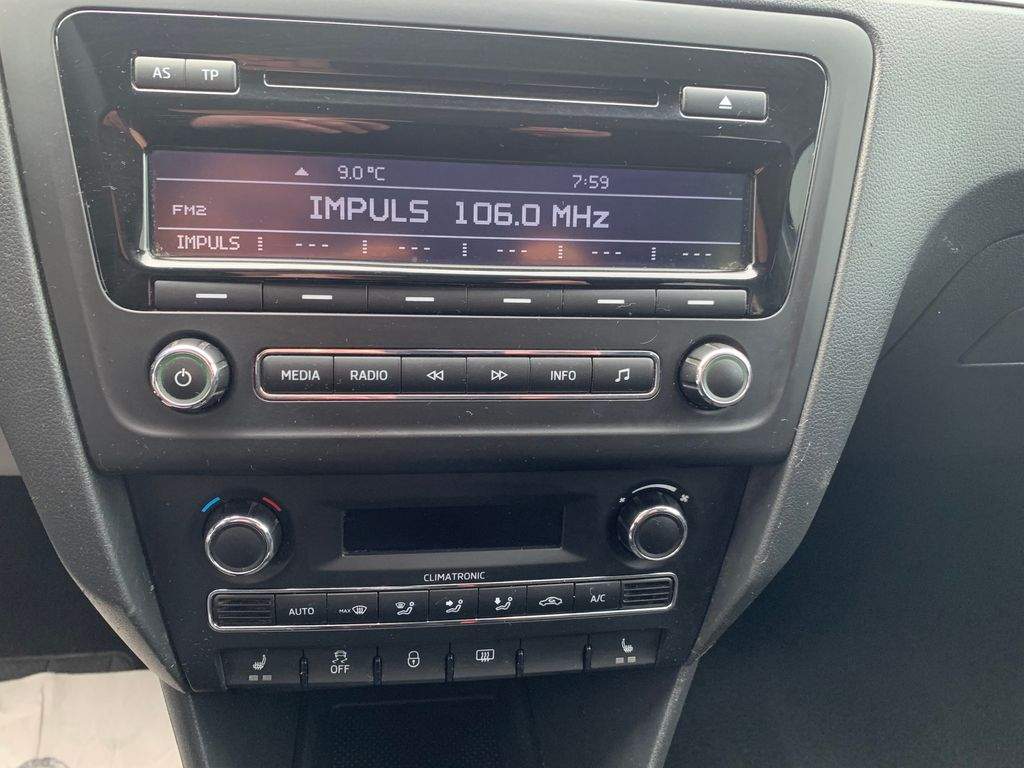 AS TP
9.0 °C 7:59
FM2 IMPULS 106.0 MHz
IMPULS --- --- --- --- ---
MEDIA RADIO INFO
CLIMATRONIC
AUTO MAX A/C
OFF